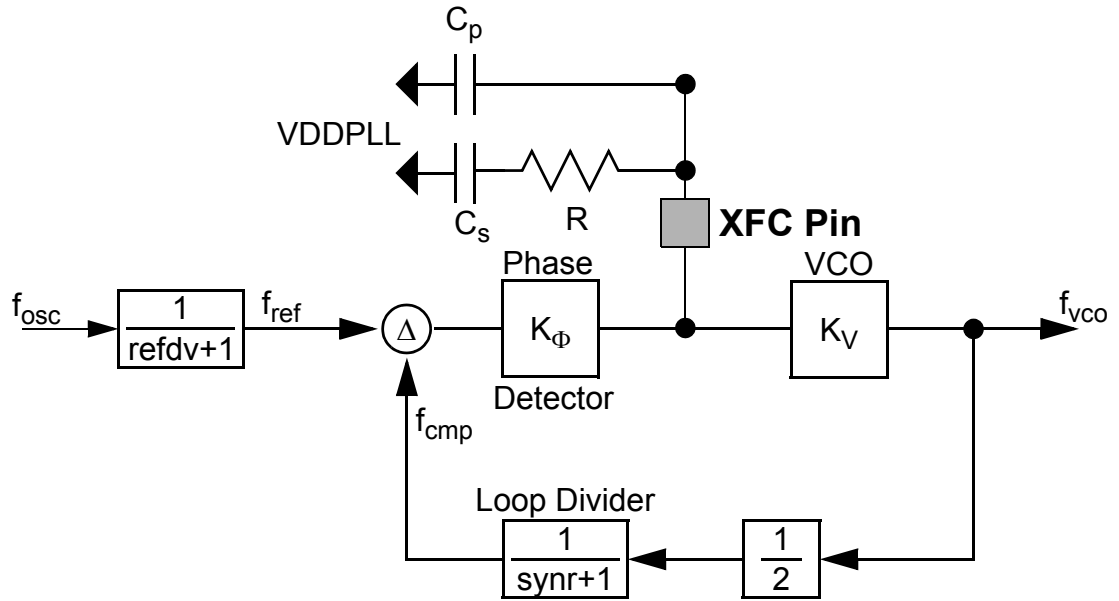 Cp
VDDPLL
Cs
R
XFC Pin
Phase
VCO
fosc
1
refdv+1
fref
Δ
KΦ
KV
fvco
Detector
fcmp
Loop Divider
1
synr+1
1
2